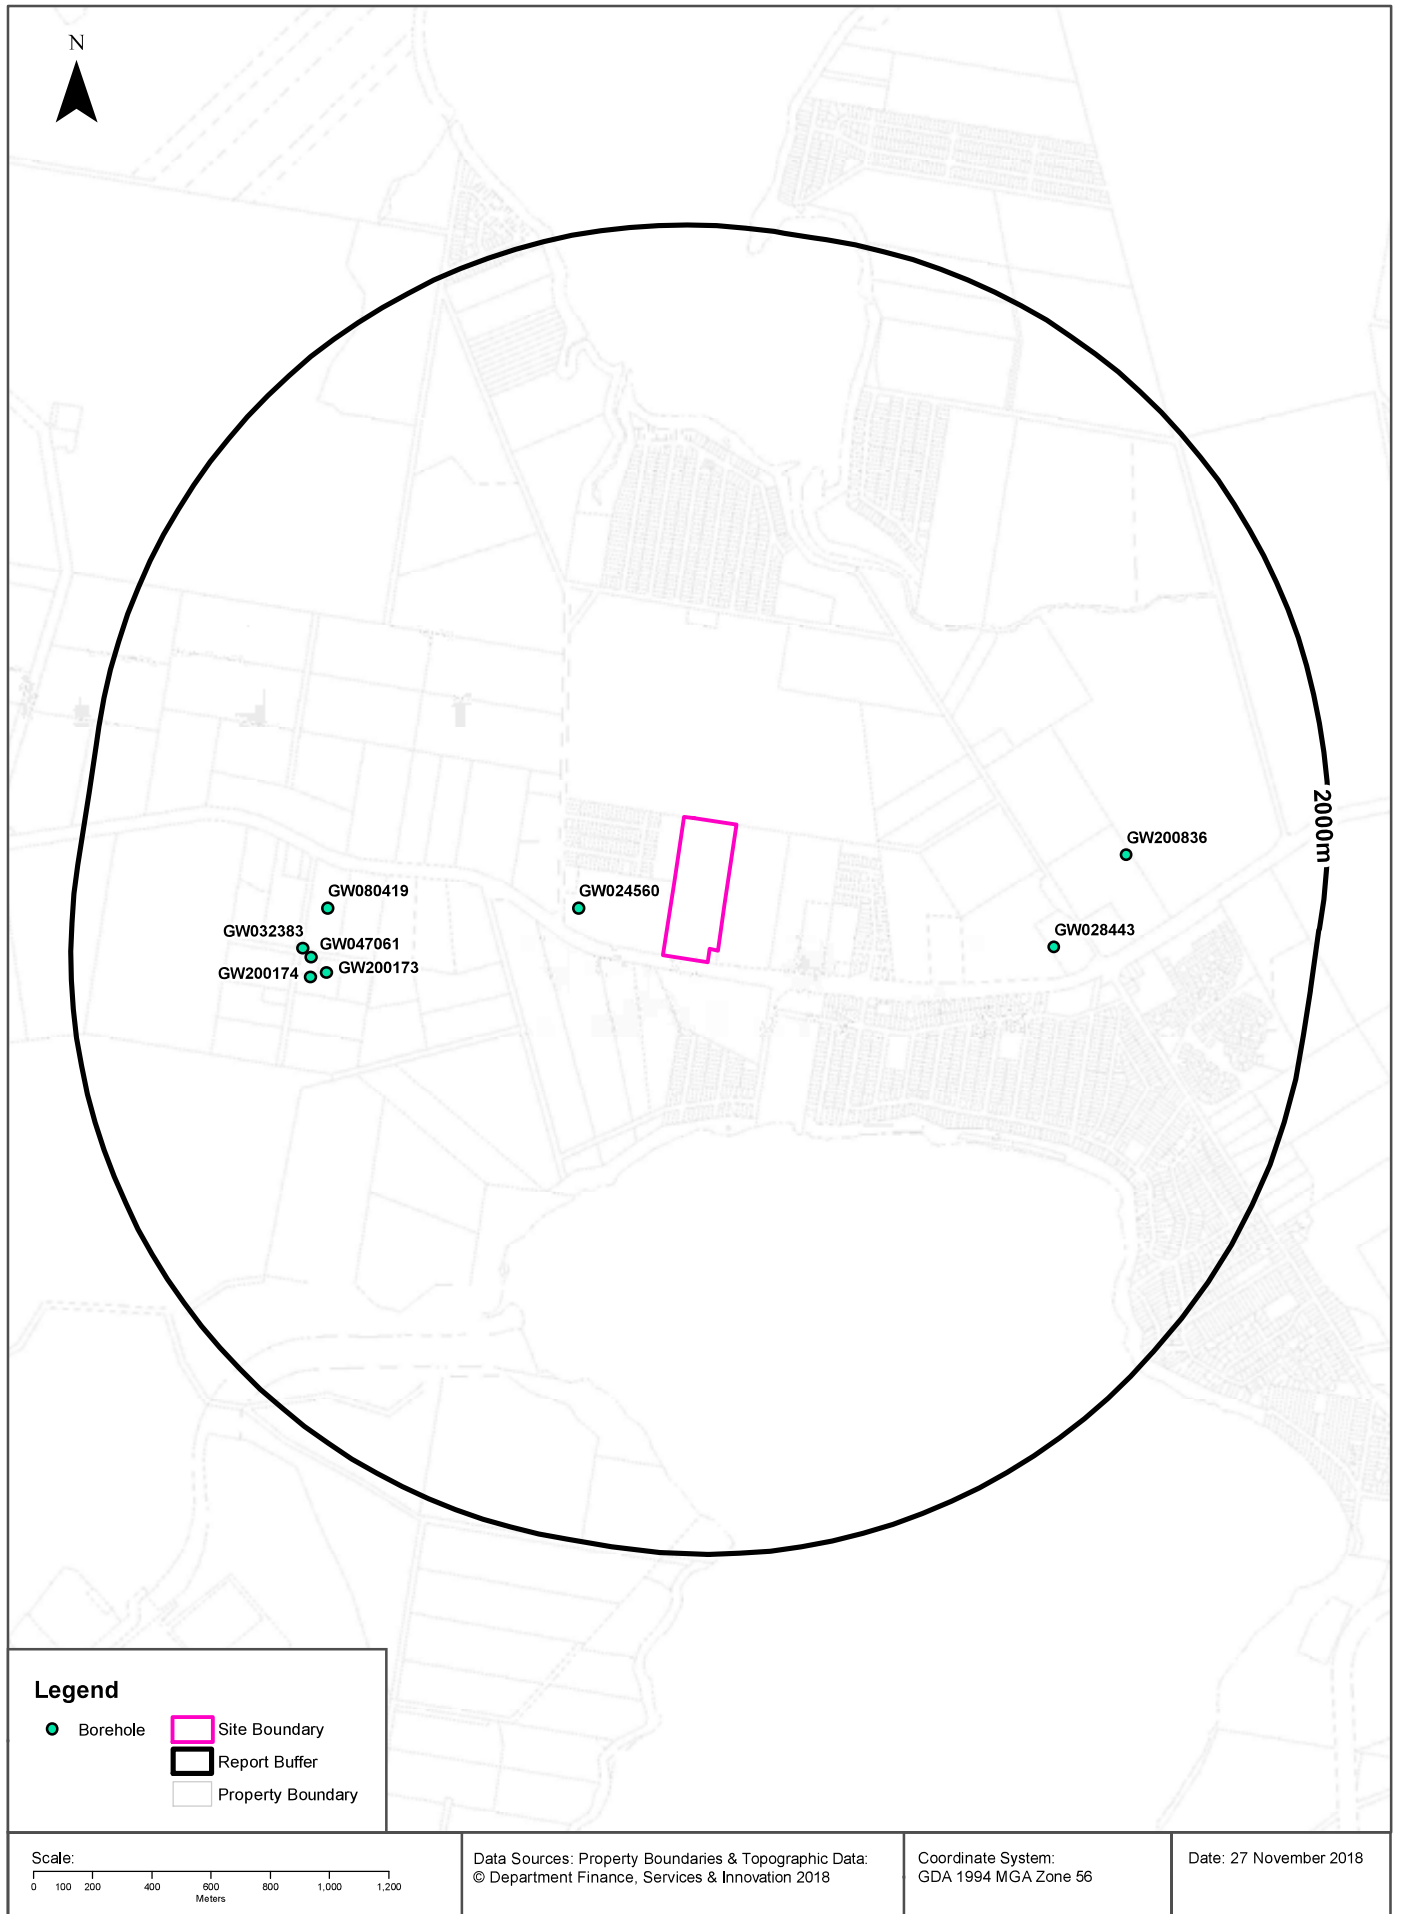 N
2000m
GW200836
GW080419
GW024560
GW032383
GW028443
GW047061
GW200174
GW200173
Legend
Borehole
Site Boundary
Report Buffer
Property Boundary
Scale:
0 100 200 400 600 800 1,000 1,200
Meters
Data Sources: Property Boundaries & Topographic Data:
© Department Finance, Services & Innovation 2018
Coordinate System:
GDA 1994 MGA Zone 56
Date: 27 November 2018